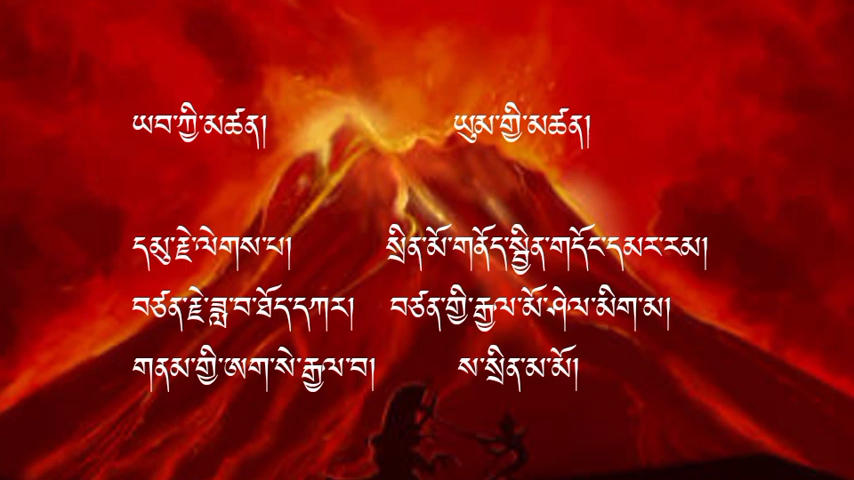 ཡབ་ཀྱི་མཚན། ཡུམ་གྱི་མཚན།
དམུ་རྗེ་ལེགས་པ། སྲིན་མོ་གནོད་སྦྱིན་གདོང་དམར་རམ།
བཙན་རྗེ་ཟླ་བ་ཐོད་དཀར། བཙན་གྱི་རྒྱལ་མོ་ཤེལ་མིག་མ།
གནམ་གྱི་ཨག་སེ་རྒྱལ་བ། ས་སྲིན་མ་མོ།